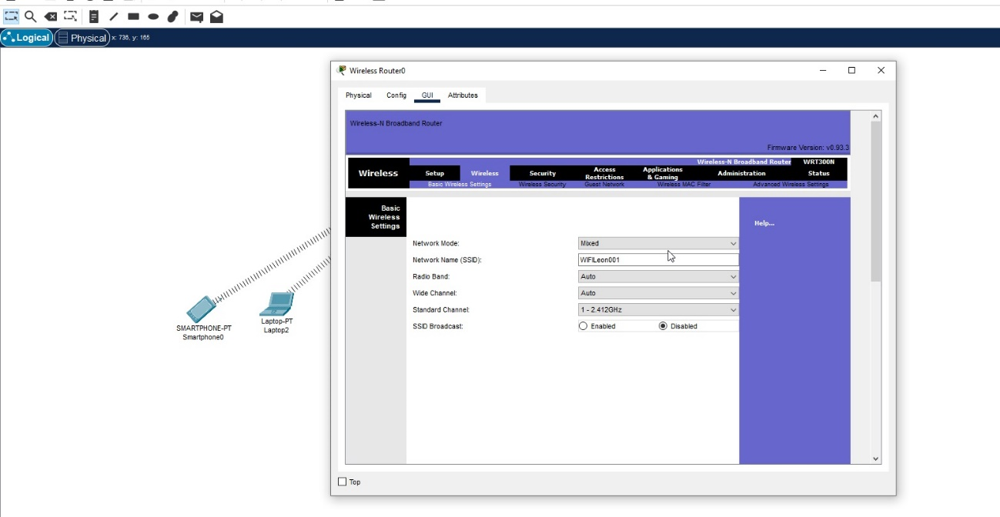 Logical Physical x: 736, y: 165
Wireless Router0
Physical Config GUI Attributes
Wireless-N Broadband Router
Firmware Version: v0.93.3
Wireless-N Broadband Router WRT300N
Wireless Setup Wireless Security Access Restrictions Applications & Gaming Administration Status
Basic Wireless Settings Wireless Security Guest Network Wireless MAC Filter Advanced Wireless Settings
Basic
Wireless
Settings
Help...
Network Mode: Mixed
Network Name (SSID): WIFILeon001
Radio Band: Auto
Wide Channel: Auto
Standard Channel: 1 - 2.412GHz
SSID Broadcast: Enabled Disabled
SMARTPHONE-PT
Smartphone0
Laptop-PT
Laptop2
Top